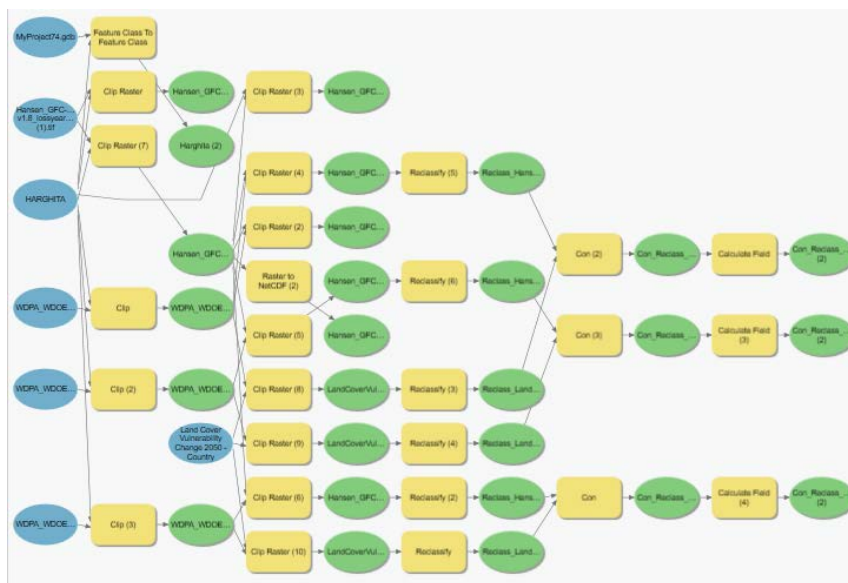 MyProject74.gdb
Feature Class To
Feature Class
Clip Raster
Hansen_GFC...
Clip Raster (3)
Hansen_GFC...
Hansen_GFC-...
v1.8_lossyear...
(1).tif
Clip Raster (7)
Harghita (2)
Clip Raster (4)
Hansen_GFC...
Reclassify (5)
Reclass_Hans...
HARGHITA
Clip Raster (2)
Hansen_GFC...
Con (2)
Con_Reclass_...
Calculate Field
Con_Reclass_...
(2)
Hansen_GFC...
Raster to
NetCDF (2)
Hansen_GFC...
Reclassify (6)
Reclass_Hans...
WDPA_WDOE...
Clip
WDPA_WDOE...
Clip Raster (5)
Hansen_GFC...
Con (3)
Con_Reclass_...
Calculate Field
(3)
Con_Reclass_...
(2)
WDPA_WDOE...
Clip (2)
WDPA_WDOE...
Clip Raster (8)
LandCoverVul...
Reclassify (3)
Reclass_Land...
Land Cover
Vulnerability
Change 2050 -
Country
Clip Raster (9)
LandCoverVul...
Reclassify (4)
Reclass_Land...
Clip Raster (6)
Hansen_GFC...
Reclassify (2)
Reclass_Hans...
Con
Con_Reclass_...
Calculate Field
(4)
Con_Reclass_...
(2)
WDPA_WDOE...
Clip (3)
WDPA_WDOE...
Clip Raster (10)
LandCoverVul...
Reclassify
Reclass_Land...